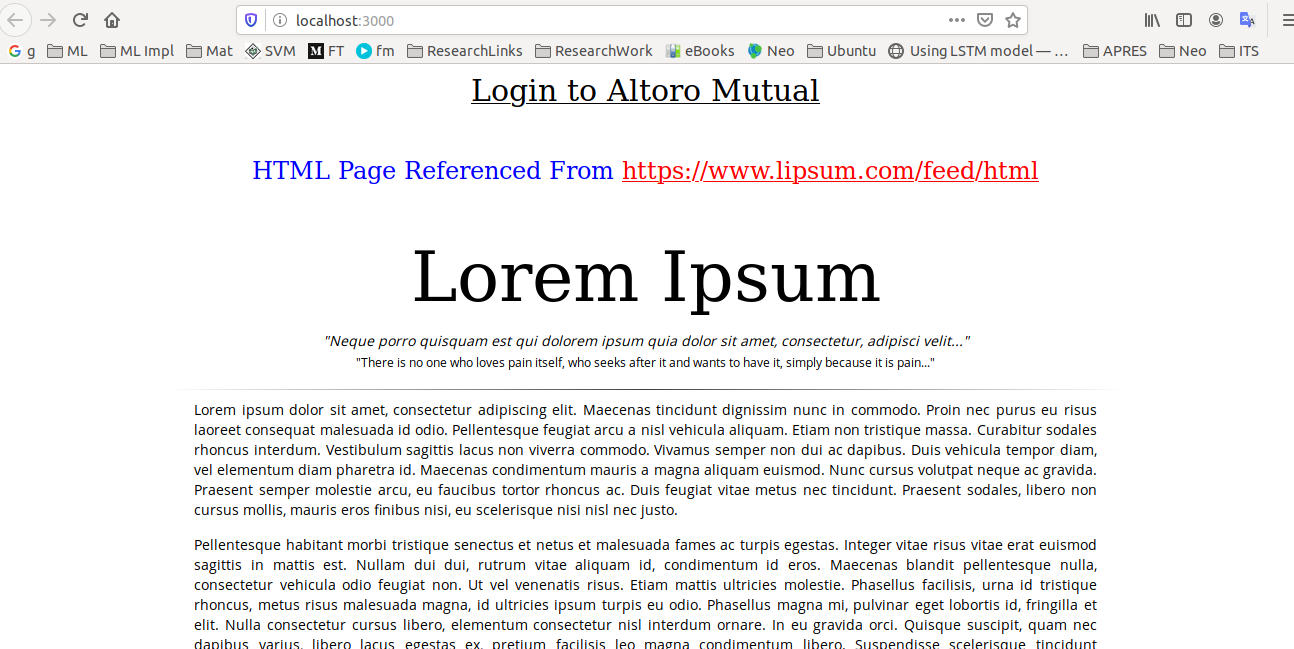 localhost:3000
g ML ML Impl Mat SVM FT fm ResearchLinks ResearchWork eBooks Neo Ubuntu Using LSTM model — ... APRES Neo ITS
Login to Altoro Mutual
HTML Page Referenced From https://www.lipsum.com/feed/html
Lorem Ipsum
"Neque porro quisquam est qui dolorem ipsum quia dolor sit amet, consectetur, adipisci velit..."
"There is no one who loves pain itself, who seeks after it and wants to have it, simply because it is pain..."
Lorem ipsum dolor sit amet, consectetur adipiscing elit. Maecenas tincidunt dignissim nunc in commodo. Proin nec purus eu risus
laoreet consequat malesuada id odio. Pellentesque feugiat arcu a nisl vehicula aliquam. Etiam non tristique massa. Curabitur sodales
rhoncus interdum. Vestibulum sagittis lacus non viverra commodo. Vivamus semper non dui ac dapibus. Duis vehicula tempor diam,
vel elementum diam pharetra id. Maecenas condimentum mauris a magna aliquam euismod. Nunc cursus volutpat neque ac gravida.
Praesent semper molestie arcu, eu faucibus tortor rhoncus ac. Duis feugiat vitae metus nec tincidunt. Praesent sodales, libero non
cursus mollis, mauris eros finibus nisi, eu scelerisque nisi nisl nec justo.
Pellentesque habitant morbi tristique senectus et netus et malesuada fames ac turpis egestas. Integer vitae risus vitae erat euismod
sagittis in mattis est. Nullam dui dui, rutrum vitae aliquam id, condimentum id eros. Maecenas blandit pellentesque nulla,
consectetur vehicula odio feugiat non. Ut vel venenatis risus. Etiam mattis ultricies molestie. Phasellus facilisis, urna id tristique
rhoncus, metus risus malesuada magna, id ultricies ipsum turpis eu odio. Phasellus magna mi, pulvinar eget lobortis id, fringilla et
elit. Nulla consectetur cursus libero, elementum consectetur nisl interdum ornare. In eu gravida orci. Quisque suscipit, quam nec
dapibus varius, libero lacus egestas ex, pretium facilisis leo magna condimentum libero. Suspendisse scelerisque tincidunt